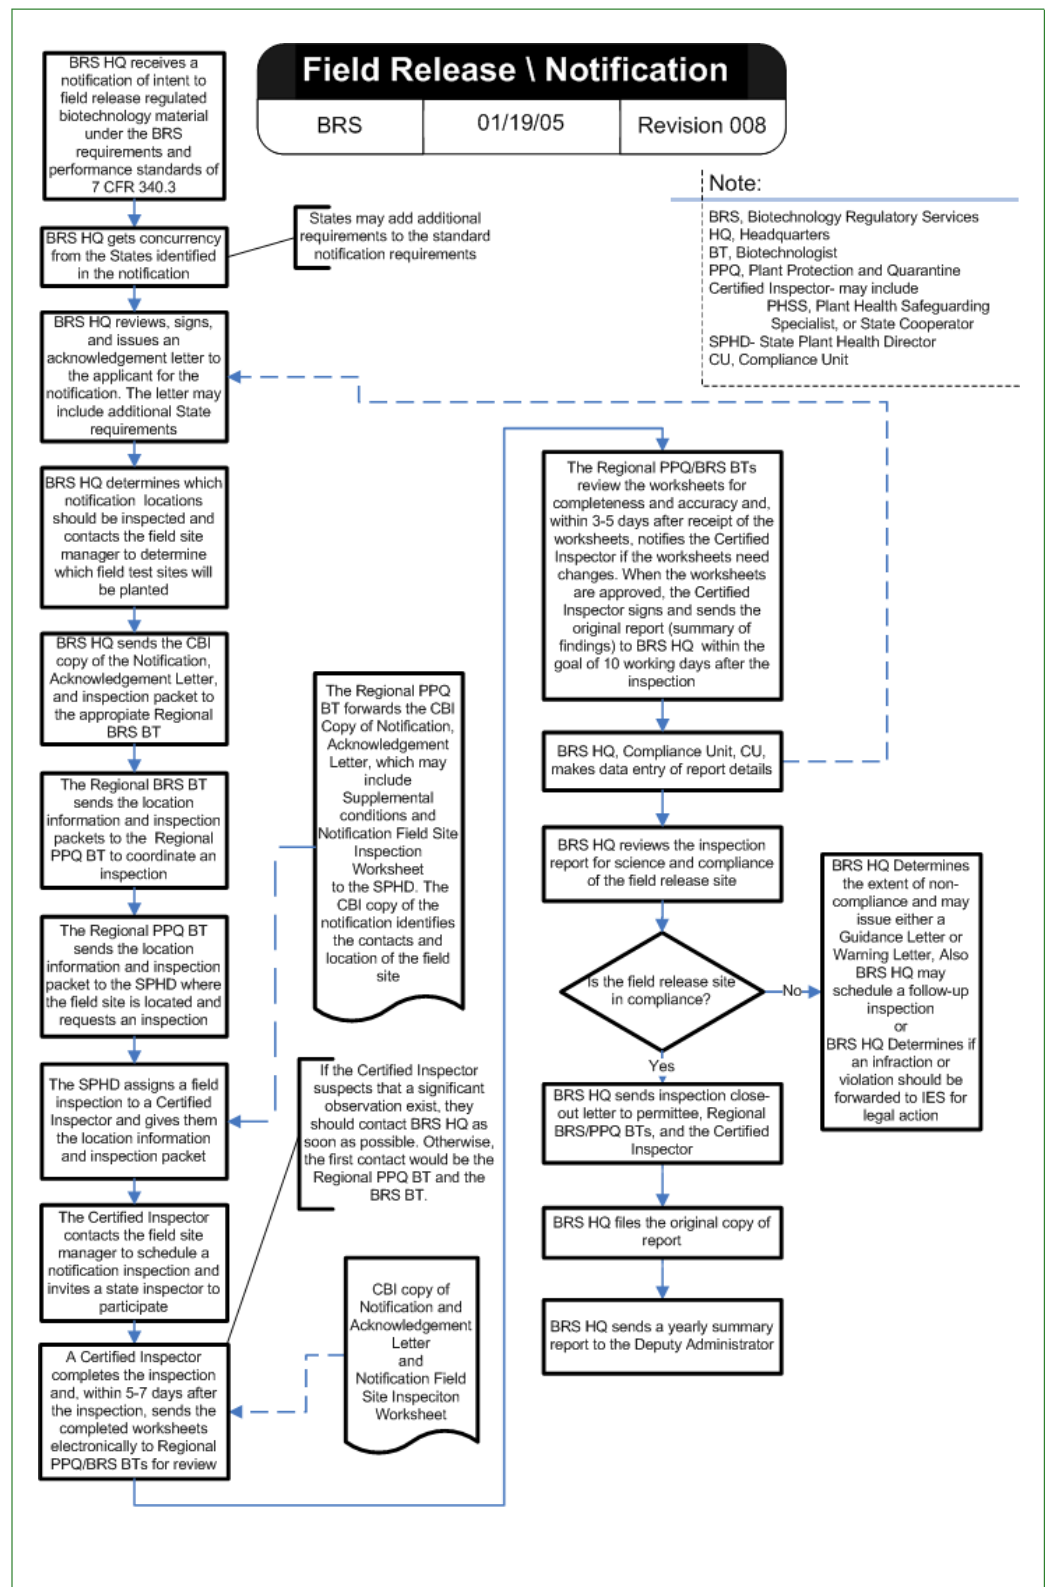 Field Release \ Notification
BRS
01/19/05
Revision 008
BRS HQ receives a
notification of intent to
field release regulated
biotechnology material
under the BRS
requirements and
performance standards of
7 CFR 340.3
BRS HQ gets concurrency
from the States identified
in the notification
States may add additional
requirements to the standard
notification requirements
Note:
BRS, Biotechnology Regulatory Services
HQ, Headquarters
BT, Biotechnologist
PPQ, Plant Protection and Quarantine
Certified Inspector- may include
PHSS, Plant Health Safeguarding
Specialist, or State Cooperator
SPHD- State Plant Health Director
CU, Compliance Unit
BRS HQ reviews, signs,
and issues an
acknowledgement letter to
the applicant for the
notification. The letter may
include additional State
requirements
BRS HQ determines which
notification locations
should be inspected and
contacts the field site
manager to determine
which field test sites will
be planted
BRS HQ sends the CBI
copy of the Notification,
Acknowledgement Letter,
and inspection packet to
the appropiate Regional
BRS BT
The Regional BRS BT
sends the location
information and inspection
packets to the Regional
PPQ BT to coordinate an
inspection
The Regional PPQ BT
sends the location
information and inspection
packet to the SPHD where
the field site is located and
requests an inspection
The SPHD assigns a field
inspection to a Certified
Inspector and gives them
the location information
and inspection packet
The Certified Inspector
contacts the field site
manager to schedule a
notification inspection and
invites a state inspector to
participate
A Certified Inspector
completes the inspection
and, within 5-7 days after
the inspection, sends the
completed worksheets
electronically to Regional
PPQ/BRS BTs for review
The Regional PPQ
BT forwards the CBI
Copy of Notification,
Acknowledgement
Letter, which may
include
Supplemental
conditions and
Notification Field Site
Inspection
Worksheet
to the SPHD. The
CBI copy of the
notification identifies
the contacts and
location of the field
site
If the Certified Inspector
suspects that a significant
observation exist, they
should contact BRS HQ as
soon as possible. Otherwise,
the first contact would be the
Regional PPQ BT and the
BRS BT.
CBI copy of
Notification and
Acknowledgement
Letter
and
Notification Field
Site Inspeciton
Worksheet
The Regional PPQ/BRS BTs
review the worksheets for
completeness and accuracy and,
within 3-5 days after receipt of the
worksheets, notifies the Certified
Inspector if the worksheets need
changes. When the worksheets
are approved, the Certified
Inspector signs and sends the
original report (summary of
findings) to BRS HQ within the
goal of 10 working days after the
inspection
BRS HQ, Compliance Unit, CU,
makes data entry of report details
BRS HQ reviews the inspection
report for science and compliance
of the field release site
Is the field release site
in compliance?
No
Yes
BRS HQ Determines
the extent of non-
compliance and may
issue either a
Guidance Letter or
Warning Letter, Also
BRS HQ may
schedule a follow-up
inspection
or
BRS HQ Determines if
an infraction or
violation should be
forwarded to IES for
legal action
BRS HQ sends inspection close-
out letter to permittee, Regional
BRS/PPQ BTs, and the Certified
Inspector
BRS HQ files the original copy of
report
BRS HQ sends a yearly summary
report to the Deputy Administrator